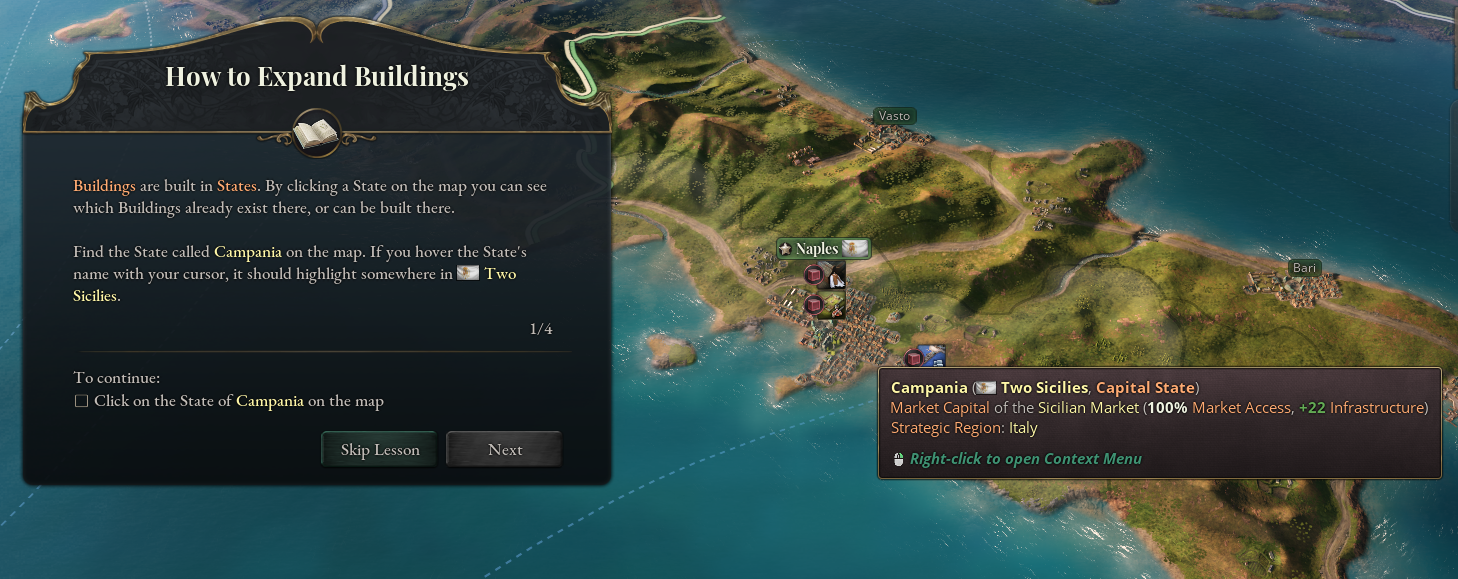 How to Expand Buildings
Buildings are built in States. By clicking a State on the map you can see
which Buildings already exist there, or can be built there.
Find the State called Campania on the map. If you hover the State's
name with your cursor, it should highlight somewhere in Two
Sicilies.
1/4
To continue:
Click on the State of Campania on the map
Skip Lesson
Next
Vasto
Naples
Bari
Campania (Two Sicilies, Capital State)
Market Capital of the Sicilian Market (100% Market Access, +22 Infrastructure)
Strategic Region: Italy
Right-click to open Context Menu